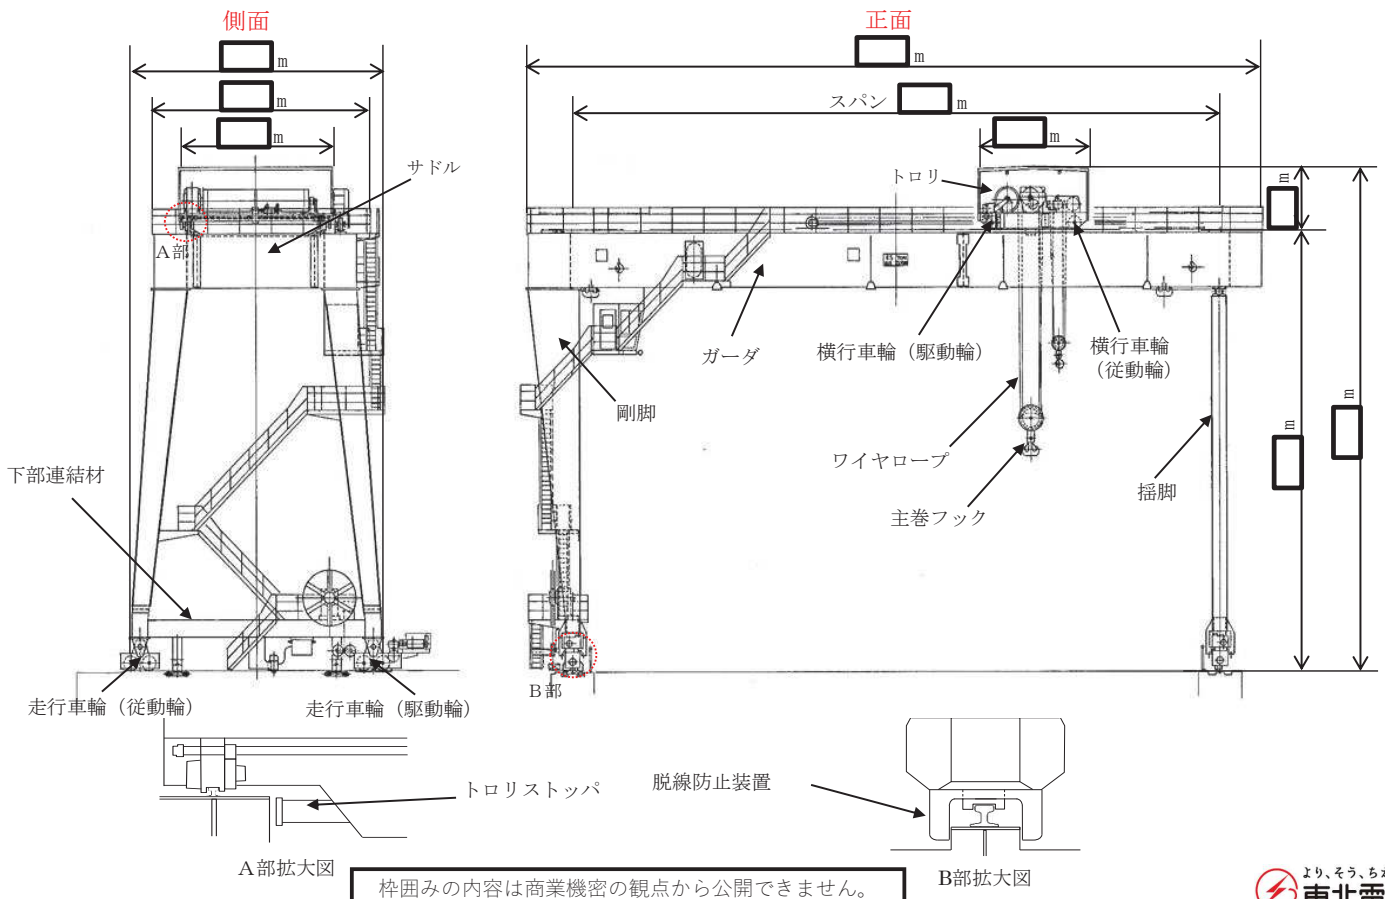 側面
正面
m
m
m
m
スパン
m
m
m
m
m
サドル
トロリ
A部
ガーダ
横行車輪（駆動輪）
横行車輪
（従動輪）
剛脚
ワイヤロープ
主巻フック
揺脚
下部連結材
B部
走行車輪（従動輪）
走行車輪（駆動輪）
トロリストッパ
脱線防止装置
A部拡大図
B部拡大図
枠囲みの内容は商業機密の観点から公開できません。
より、そう、ち
東北電